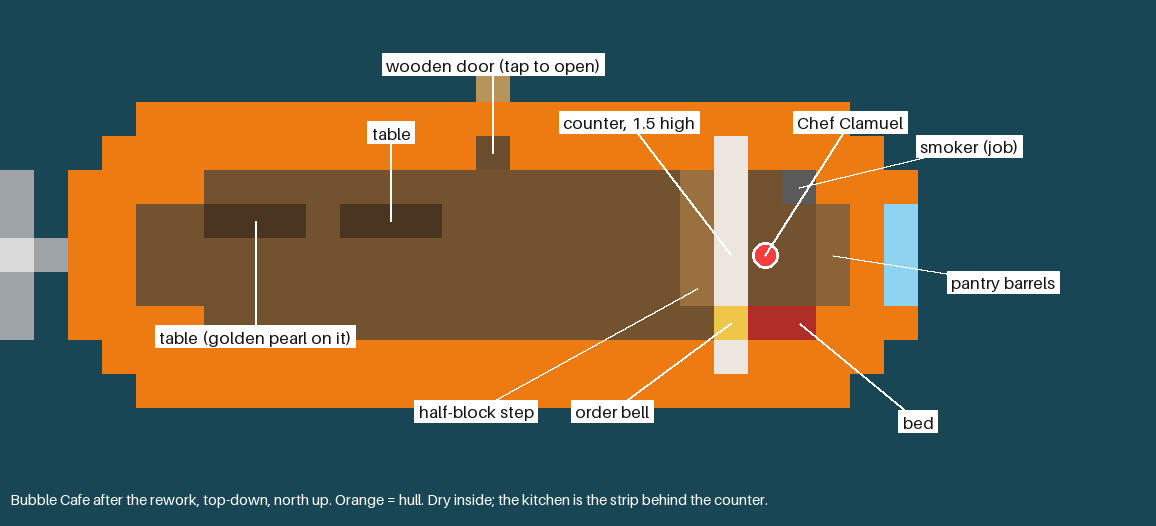 wooden door (tap to open)
counter, 1.5 high
Chef Clamuel
table
smoker (job)
pantry barrels
table (golden pearl on it)
half-block step
order bell
bed
Bubble Cafe after the rework, top-down, north up. Orange = hull. Dry inside; the kitchen is the strip behind the counter.